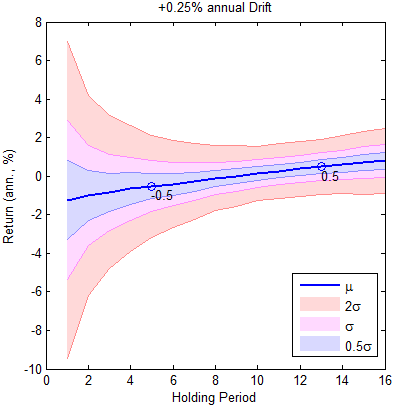 +0.25% annual Drift
Return (ann., %)
8
6
4
2
0
-2
-4
-6
-8
-10
-0.5
0.5
μ
2σ
σ
0.5σ
0 2 4 6 8 10 12 14 16
Holding Period